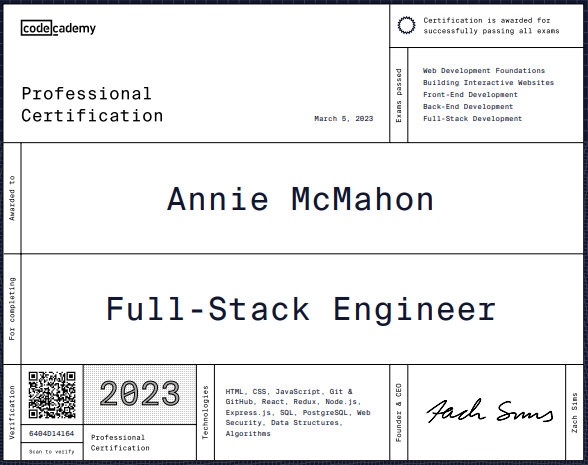 codecademy
Certification is awarded for
successfully passing all exams
Professional
Certification
March 5, 2023
Exams passed
Web Development Foundations
Building Interactive Websites
Front-End Development
Back-End Development
Full-Stack Development
Awarded to
Annie McMahon
For completing
Full-Stack Engineer
Verification
6404D14164
Scan to verify
2023
Professional
Certification
Technologies
HTML, CSS, JavaScript, Git &
GitHub, React, Redux, Node.js,
Express.js, SQL, PostgreSQL, Web
Security, Data Structures,
Algorithms
Founder & CEO
Zach Sims
Zach Sims